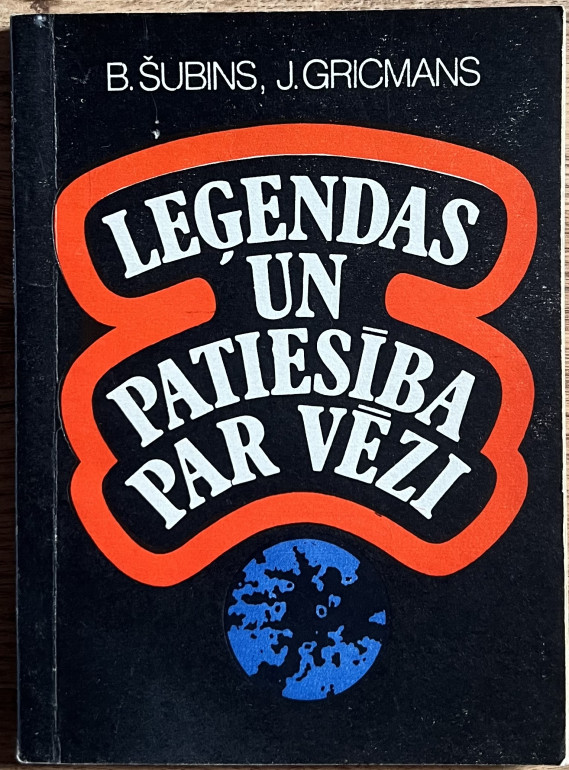 B. ŠUBINS, J. GRICMANS
LEĢENDAS
UN
PATIESĪBA
PAR VĒZI